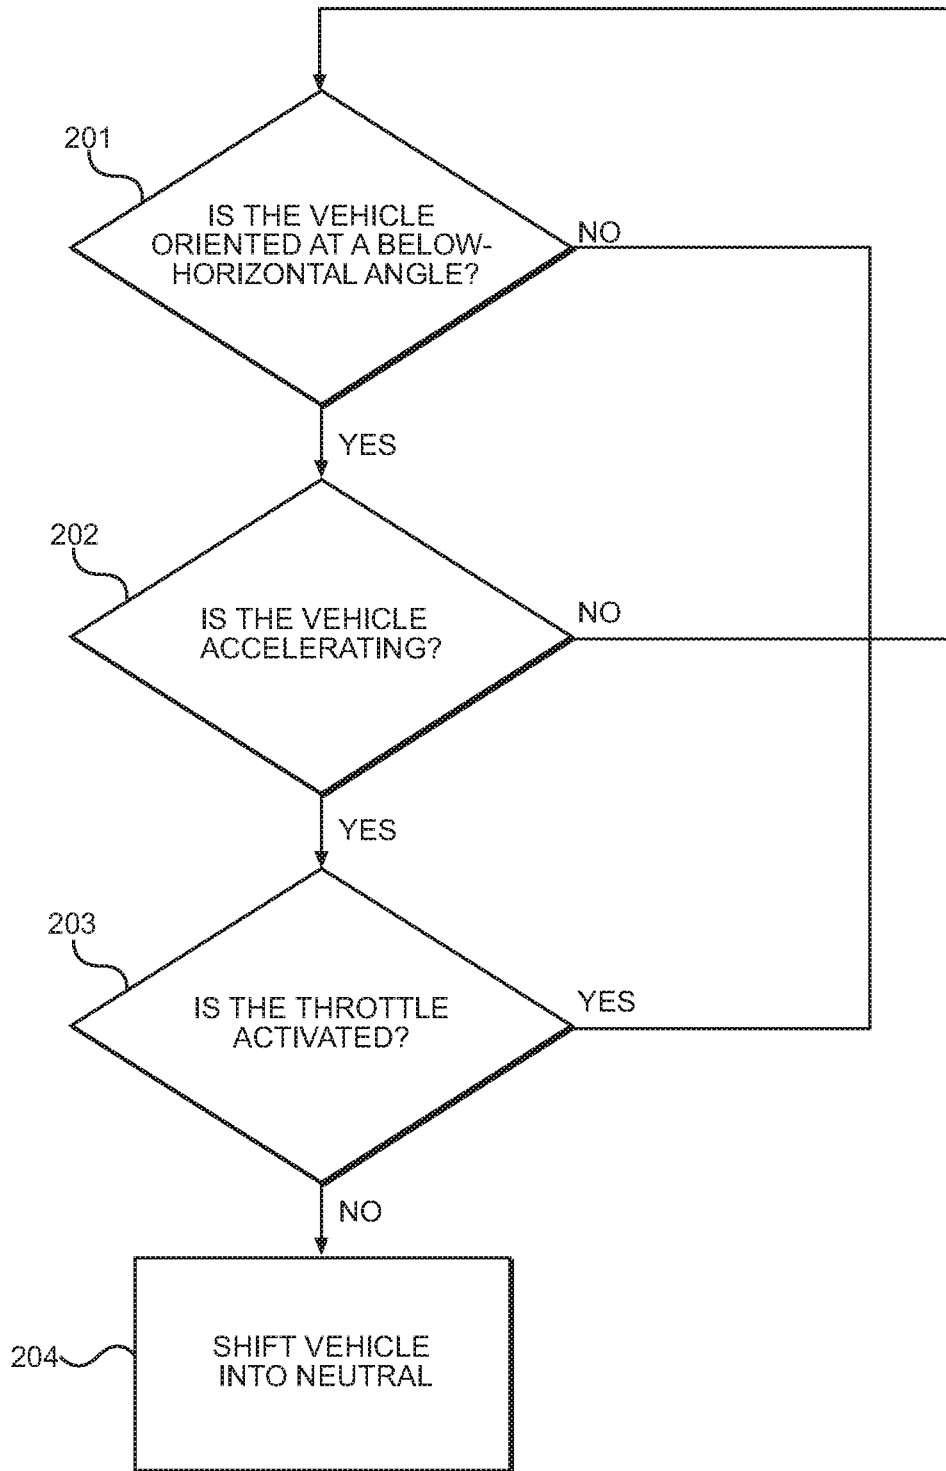 201
IS THE VEHICLE
ORIENTED AT A BELOW-
HORIZONTAL ANGLE?
NO
YES
202
IS THE VEHICLE
ACCELERATING?
NO
YES
203
IS THE THROTTLE
ACTIVATED?
YES
NO
204
SHIFT VEHICLE
INTO NEUTRAL